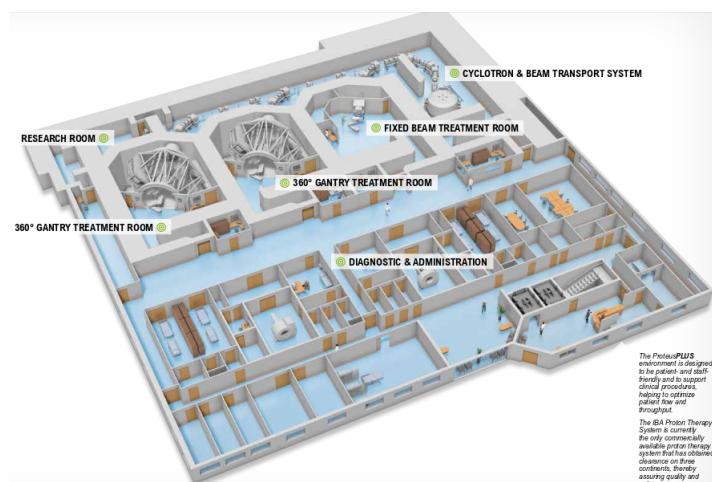 CYCLOTRON & BEAM TRANSPORT SYSTEM
FIXED BEAM TREATMENT ROOM
RESEARCH ROOM
360° GANTRY TREATMENT ROOM
360° GANTRY TREATMENT ROOM
DIAGNOSTIC & ADMINISTRATION
The ProteusPLUS
environment is designed
to be patient- and staff-
friendly and to support
clinical procedures,
helping to optimize
patient flow and
throughput.
The IBA Proton Therapy
System is currently
the only commercially
available proton therapy
system that has obtained
clearance on three
continents, thereby
assuring quality and